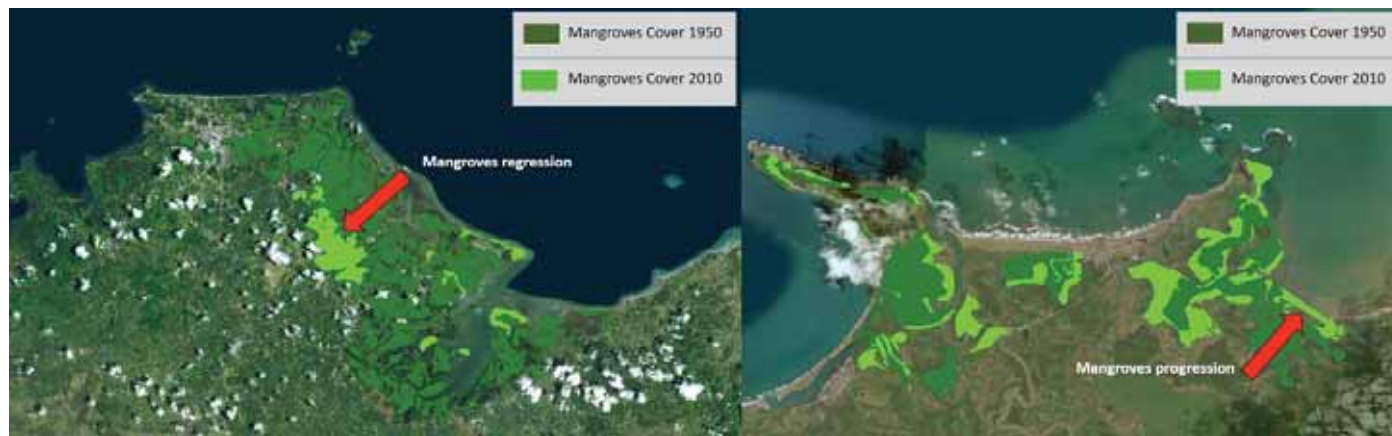 Mangroves Cover 1950
Mangroves Cover 2010
Mangroves regression
Mangroves Cover 1950
Mangroves Cover 2010
Mangroves progression